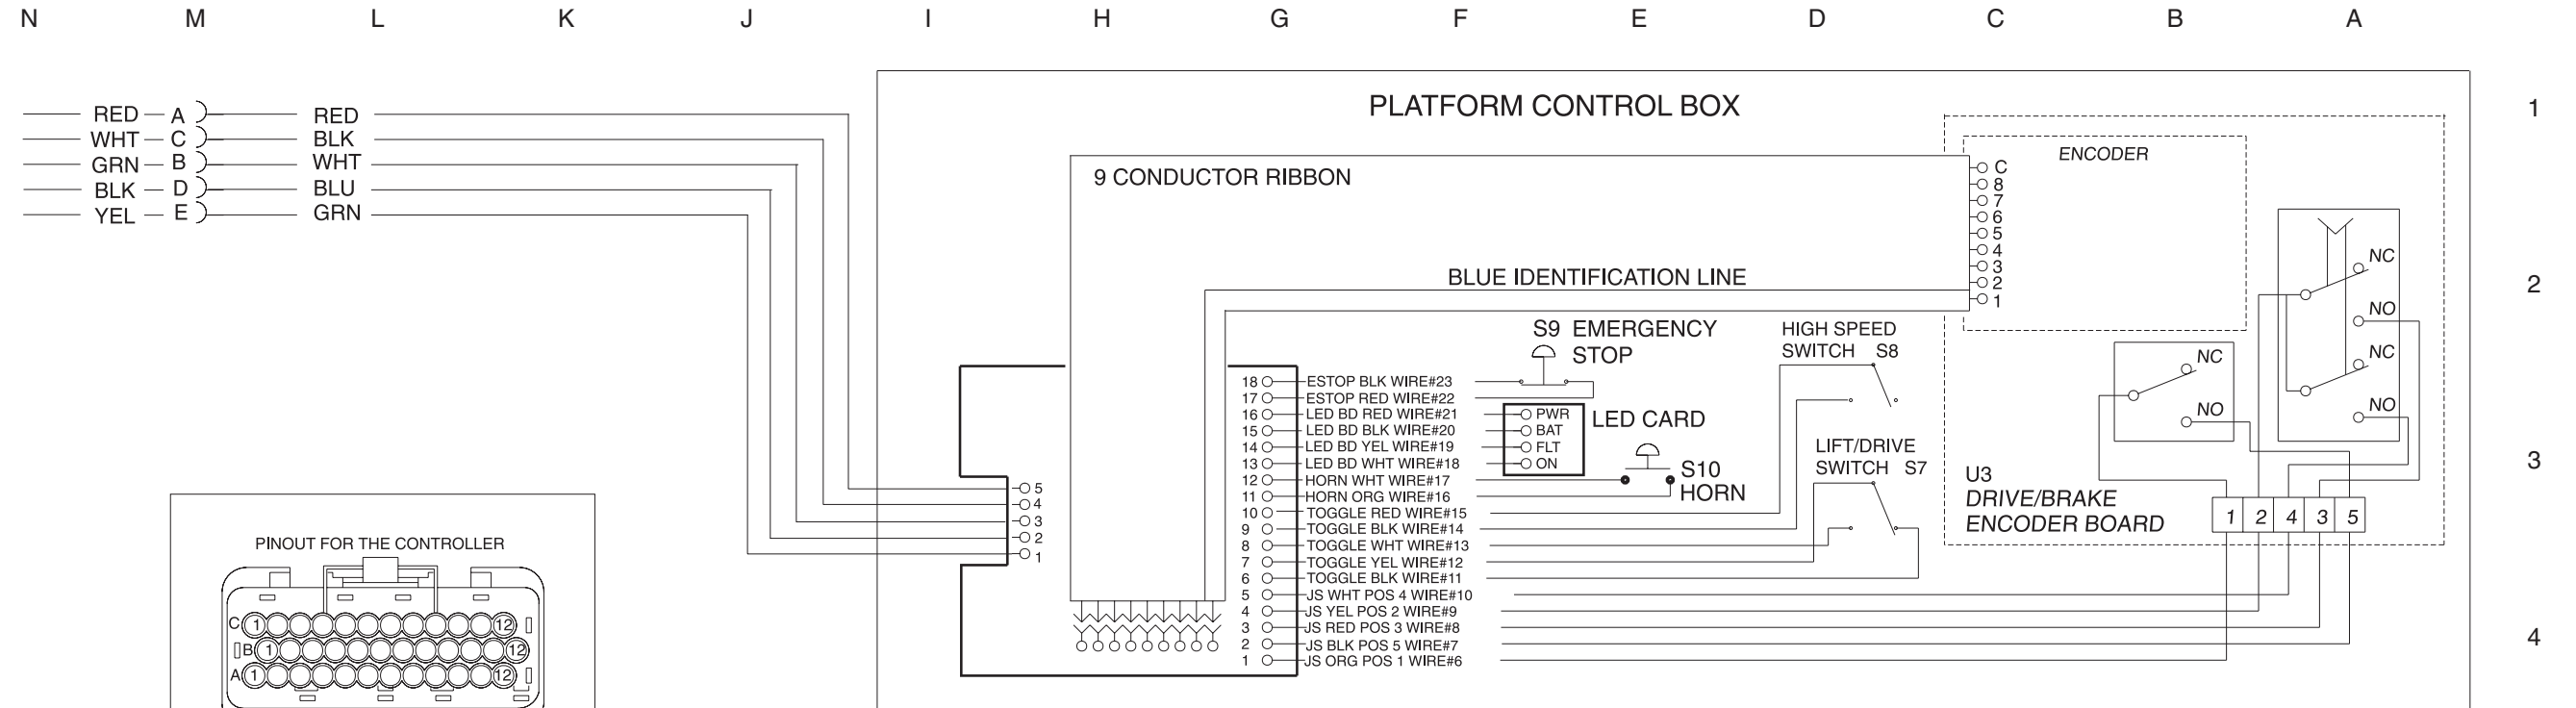 N M L K J I H G F E D C B A
1
2
3
4
RED A RED
WHT C BLK
GRN B WHT
BLK D BLU
YEL E GRN
PLATFORM CONTROL BOX
9 CONDUCTOR RIBBON
BLUE IDENTIFICATION LINE
ENCODER
C
8
7
6
5
4
3
2
1
NC
NO
NC
NO
NC
NO
S9 EMERGENCY
STOP
HIGH SPEED
SWITCH S8
LED CARD
PWR
BAT
FLT
ON
S10
HORN
LIFT/DRIVE
SWITCH S7
U3
DRIVE/BRAKE
ENCODER BOARD
1 2 4 3 5
5
4
3
2
1
18 ESTOP BLK WIRE#23
17 ESTOP RED WIRE#22
16 LED BD RED WIRE#21
15 LED BD BLK WIRE#20
14 LED BD YEL WIRE#19
13 LED BD WHT WIRE#18
12 HORN WHT WIRE#17
11 HORN ORG WIRE#16
10 TOGGLE RED WIRE#15
9 TOGGLE BLK WIRE#14
8 TOGGLE WHT WIRE#13
7 TOGGLE YEL WIRE#12
6 TOGGLE BLK WIRE#11
5 JS WHT POS 4 WIRE#10
4 JS YEL POS 2 WIRE#9
3 JS RED POS 3 WIRE#8
2 JS BLK POS 5 WIRE#7
1 JS ORG POS 1 WIRE#6
PINOUT FOR THE CONTROLLER
C 1 12
B 1 12
A 1 12